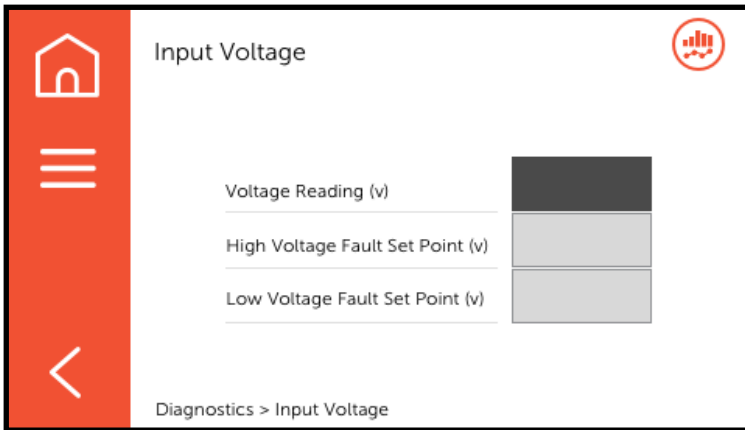 Input Voltage
Voltage Reading (v)
High Voltage Fault Set Point (v)
Low Voltage Fault Set Point (v)
Diagnostics > Input Voltage